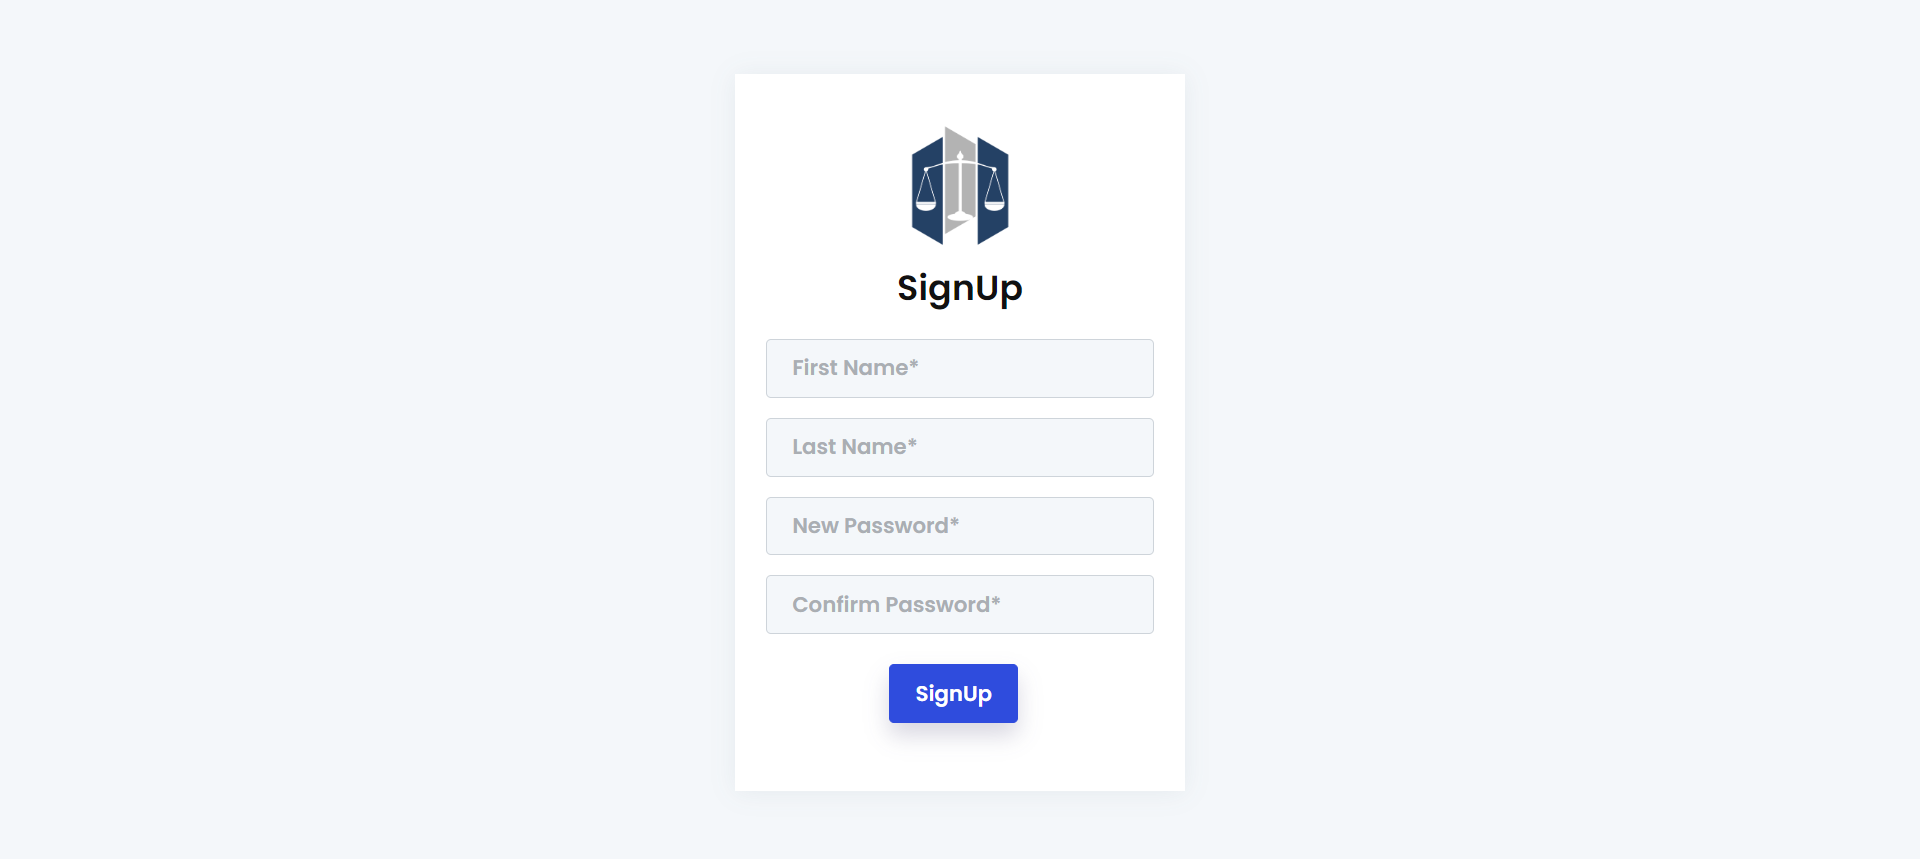 SignUp
First Name*
Last Name*
New Password*
Confirm Password*
SignUp